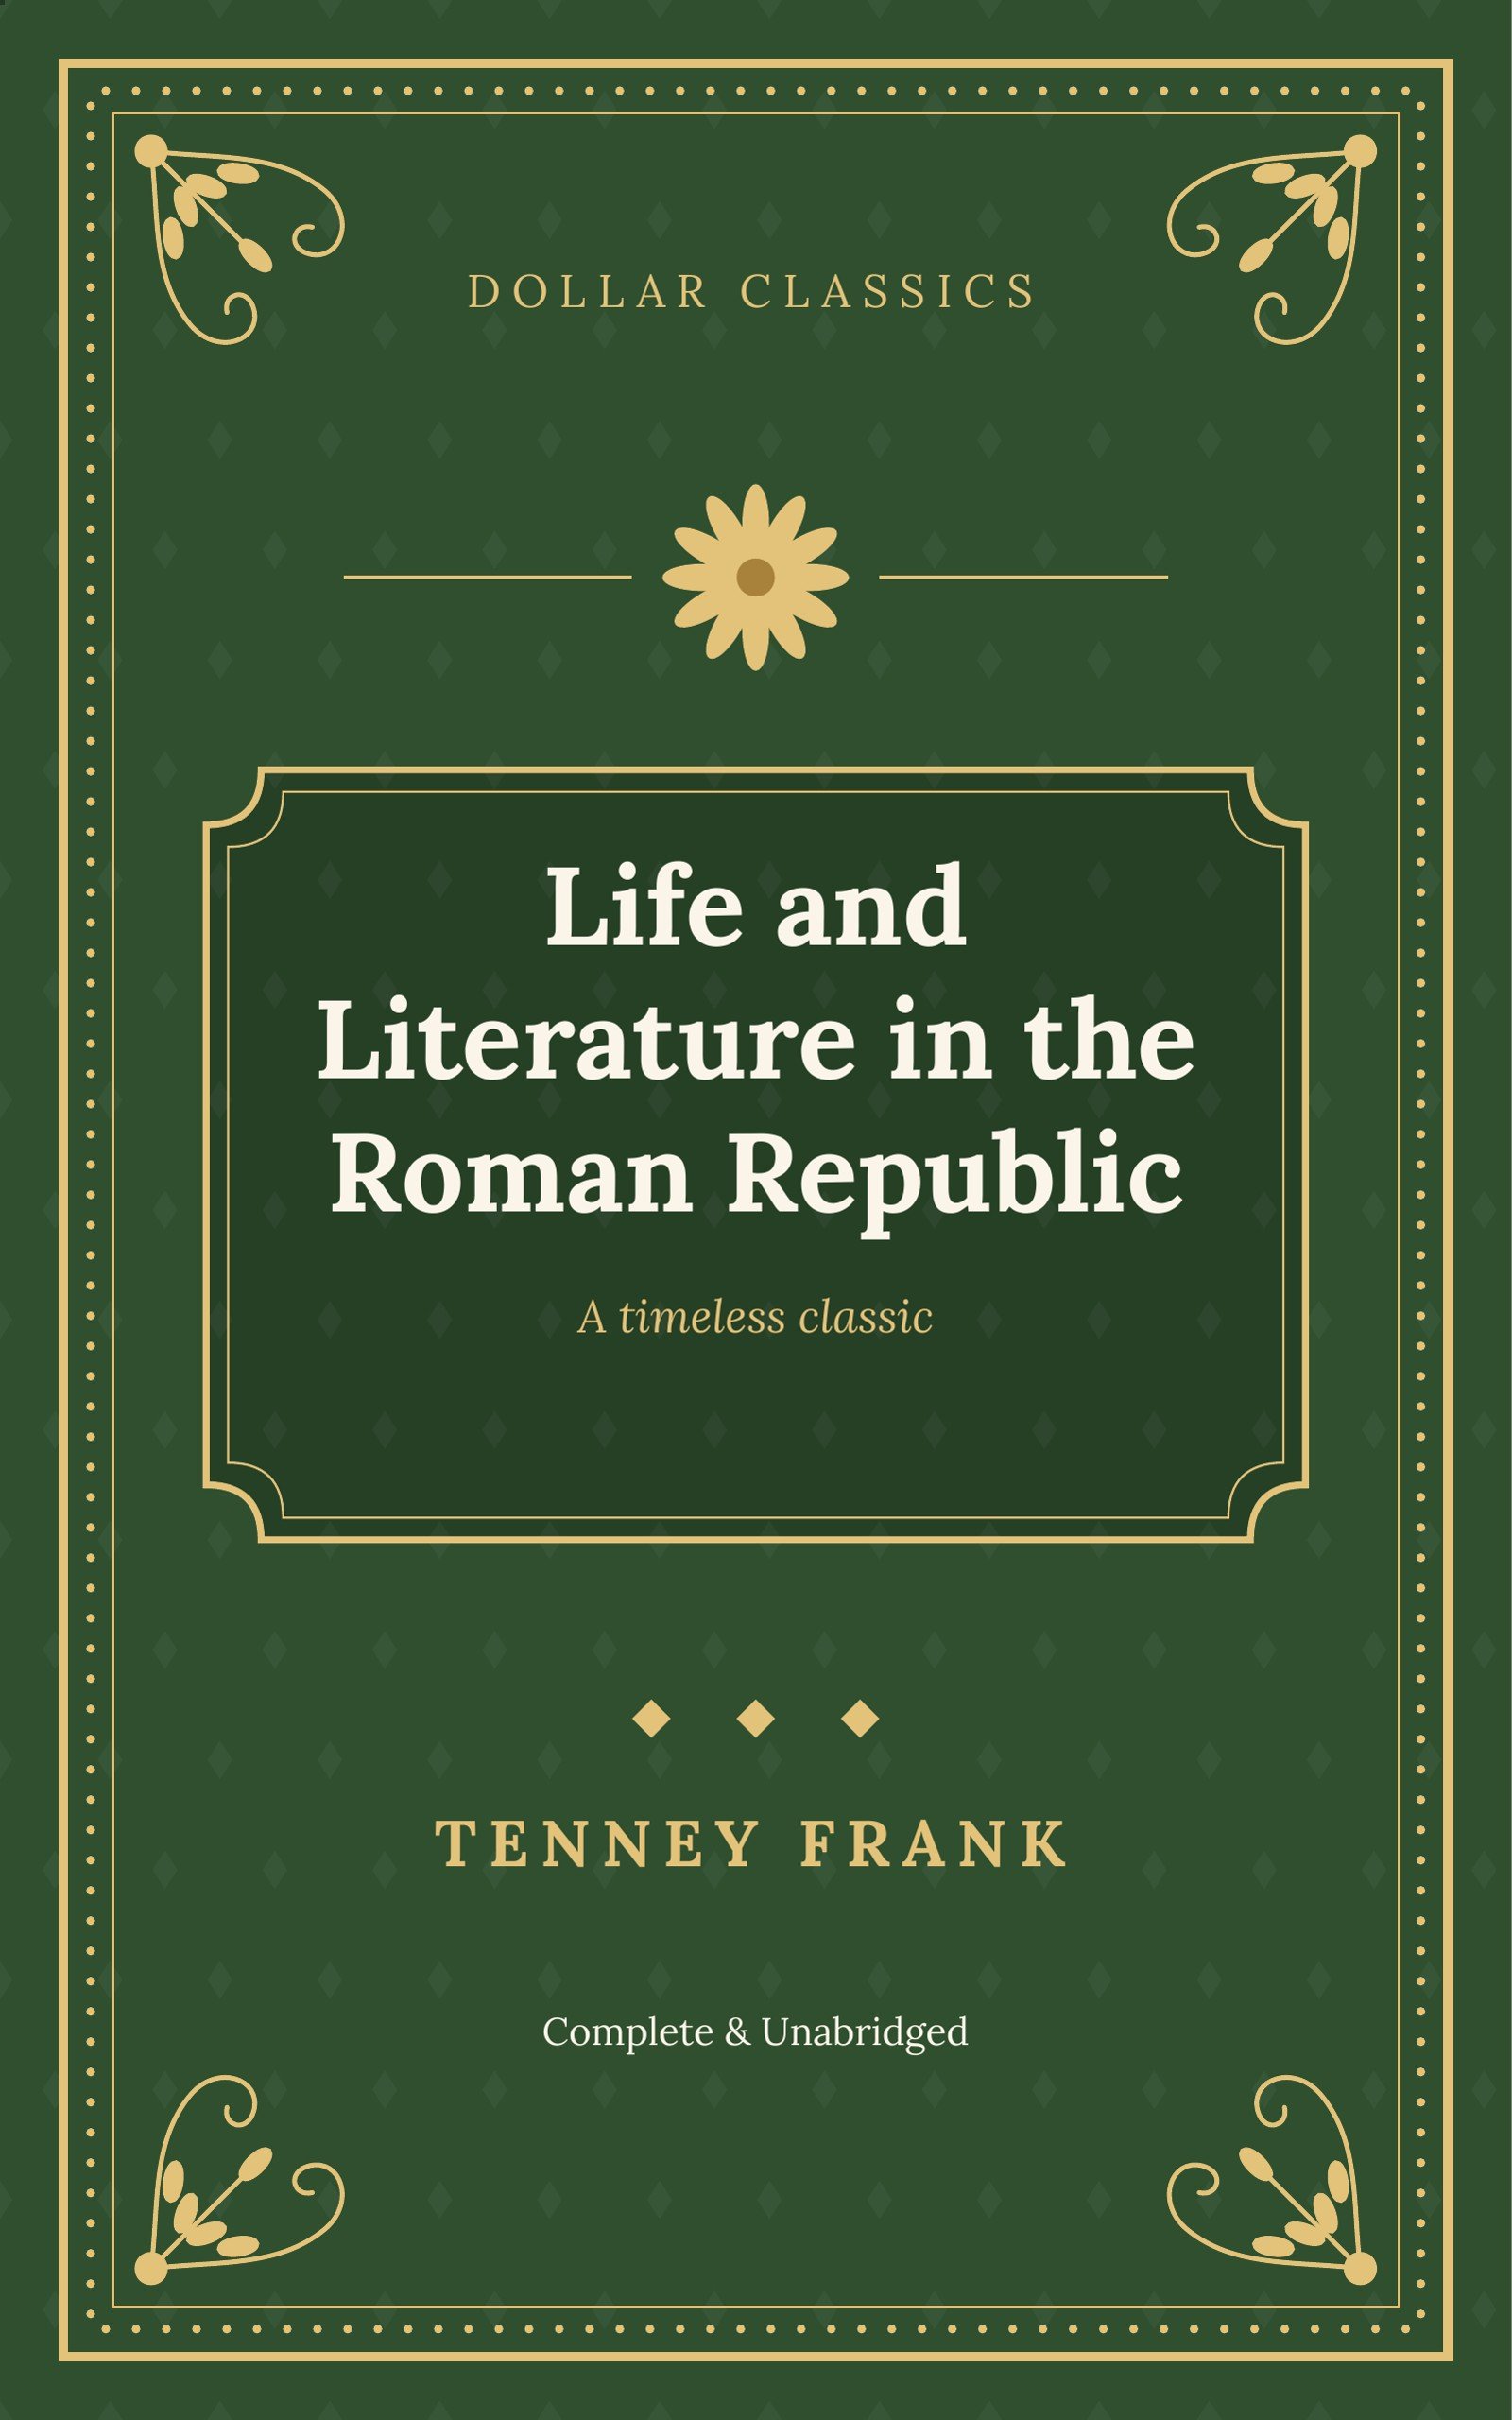 DOLLAR CLASSICS
Life and
Literature in the
Roman Republic
A timeless classic
TENNEY FRANK
Complete & Unabridged